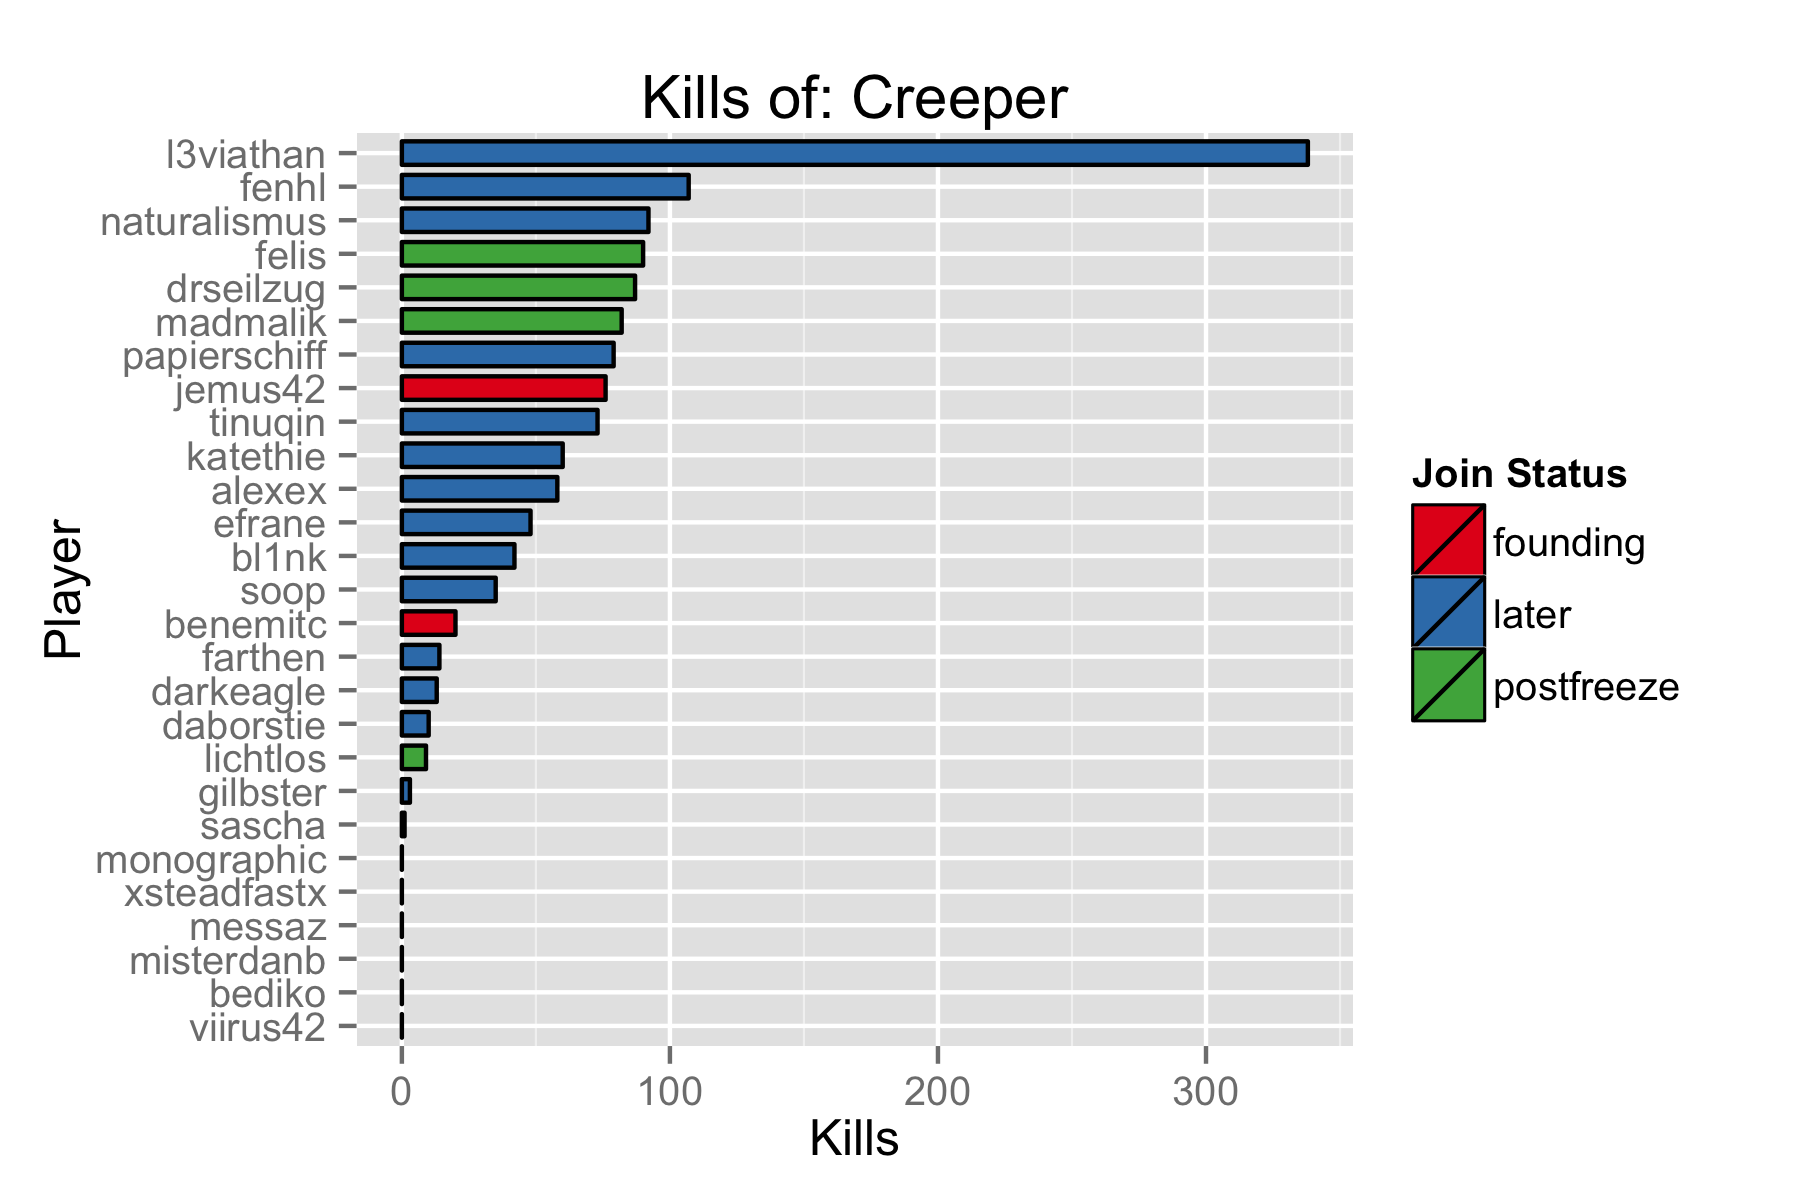 Kills of: Creeper
l3viathan
fenhl
naturalismus
felis
drseilzug
madmalik
papierschiff
jemus42
tinuqin
katethie
alexex
efrane
bl1nk
soop
benemitc
farthen
darkeagle
daborstie
lichtlos
gilbster
sascha
monographic
xsteadfastx
messaz
misterdanb
bediko
viirus42
Player
0 100 200 300
Kills
Join Status
founding
later
postfreeze